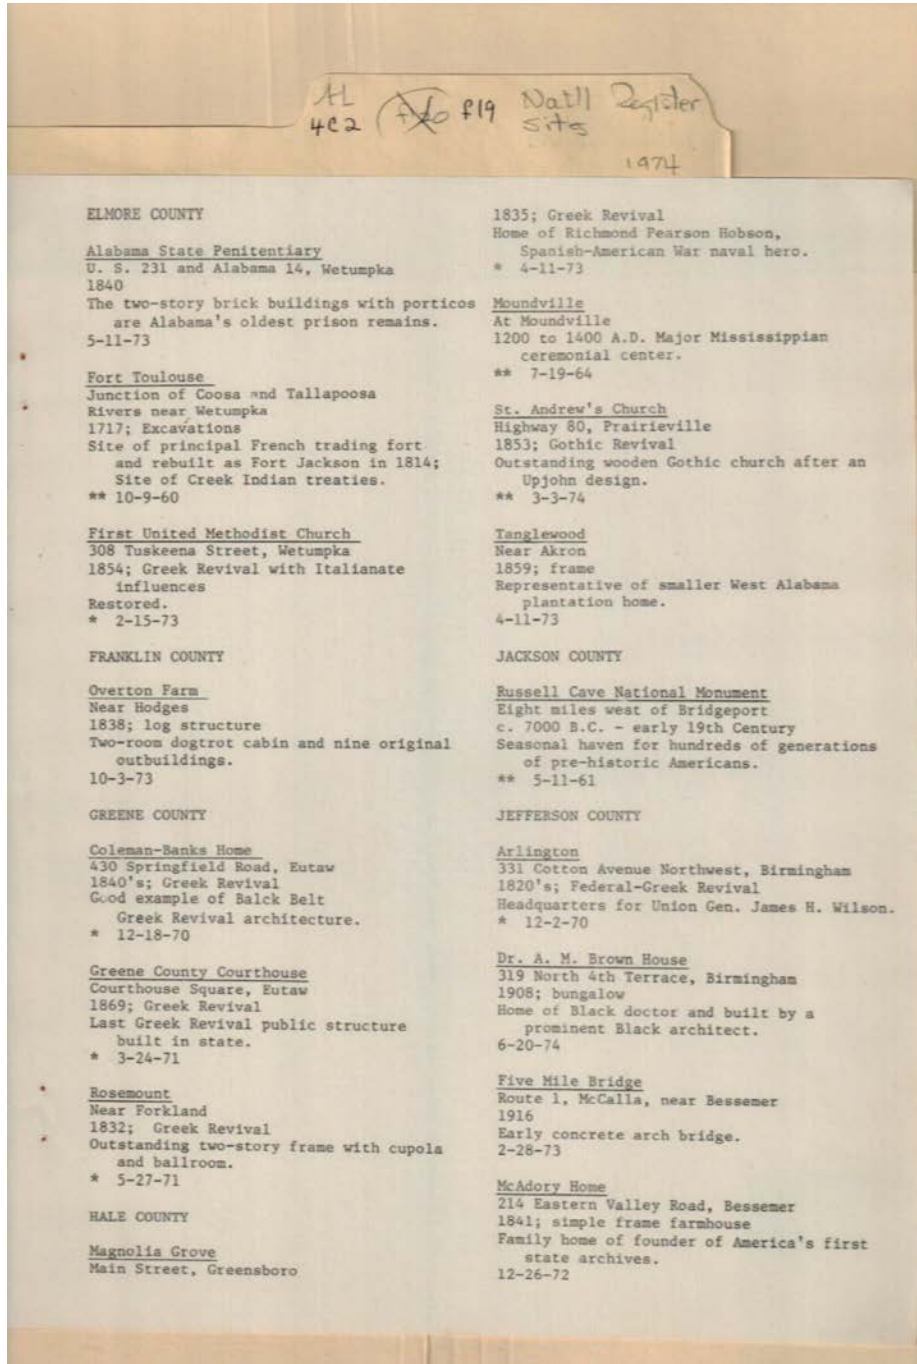 AL
4C2 f19 Nat'l Register
Sites
1974
ELMORE COUNTY
Alabama State Penitentiary
U. S. 231 and Alabama 14, Wetumpka
1840
The two-story brick buildings with porticos
are Alabama's oldest prison remains.
5-11-73
Fort Toulouse
Junction of Coosa and Tallapoosa
Rivers near Wetumpka
1717; Excavations
Site of principal French trading fort
and rebuilt as Fort Jackson in 1814;
Site of Creek Indian treaties.
** 10-9-60
First United Methodist Church
308 Tuskeena Street, Wetumpka
1854; Greek Revival with Italianate
influences
Restored.
* 2-15-73
FRANKLIN COUNTY
Overton Farm
Near Hodges
1838; log structure
Two-room dogtrot cabin and nine original
outbuildings.
10-3-73
GREENE COUNTY
Coleman-Banks Home
430 Springfield Road, Eutaw
1840's; Greek Revival
Good example of Balck Belt
Greek Revival architecture.
* 12-18-70
Greene County Courthouse
Courthouse Square, Eutaw
1869; Greek Revival
Last Greek Revival public structure
built in state.
* 3-24-71
Rosemount
Near Forkland
1832; Greek Revival
Outstanding two-story frame with cupola
and ballroom.
* 5-27-71
HALE COUNTY
Magnolia Grove
Main Street, Greensboro
1835; Greek Revival
Home of Richmond Pearson Hobson,
Spanish-American War naval hero.
* 4-11-73
Moundville
At Moundville
1200 to 1400 A.D. Major Mississippian
ceremonial center.
** 7-19-64
St. Andrew's Church
Highway 80, Prairieville
1853; Gothic Revival
Outstanding wooden Gothic church after an
Upjohn design.
** 3-3-74
Tanglewood
Near Akron
1859; frame
Representative of smaller West Alabama
plantation home.
4-11-73
JACKSON COUNTY
Russell Cave National Monument
Eight miles west of Bridgeport
c. 7000 B.C. - early 19th Century
Seasonal haven for hundreds of generations
of pre-historic Americans.
** 5-11-61
JEFFERSON COUNTY
Arlington
331 Cotton Avenue Northwest, Birmingham
1820's; Federal-Greek Revival
Headquarters for Union Gen. James H. Wilson.
* 12-2-70
Dr. A. M. Brown House
319 North 4th Terrace, Birmingham
1908; bungalow
Home of Black doctor and built by a
prominent Black architect.
6-20-74
Five Mile Bridge
Route 1, McCalla, near Bessemer
1916
Early concrete arch bridge.
2-28-73
McAdory Home
214 Eastern Valley Road, Bessemer
1841; simple frame farmhouse
Family home of founder of America's first
state archives.
12-26-72